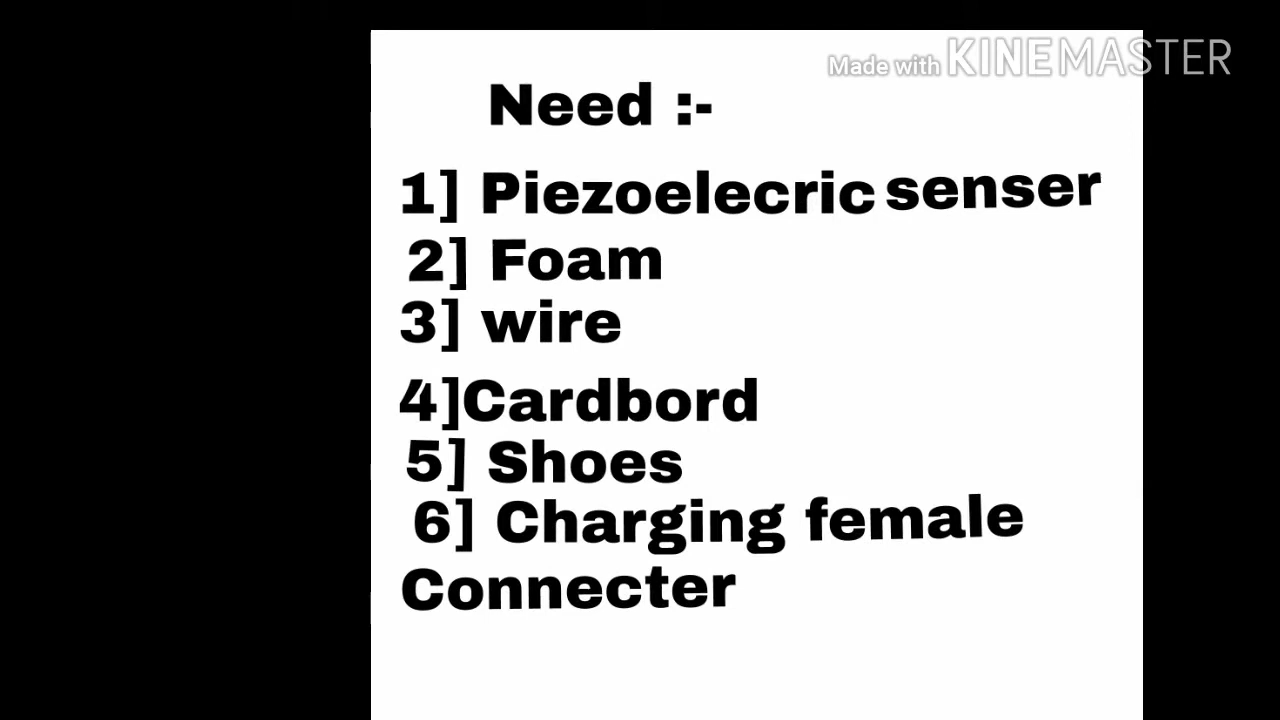 Made with KINEMASTER
Need :-
1] Piezoelecric senser
2] Foam
3] wire
4]Cardbord
5] Shoes
6] Charging female
Connecter